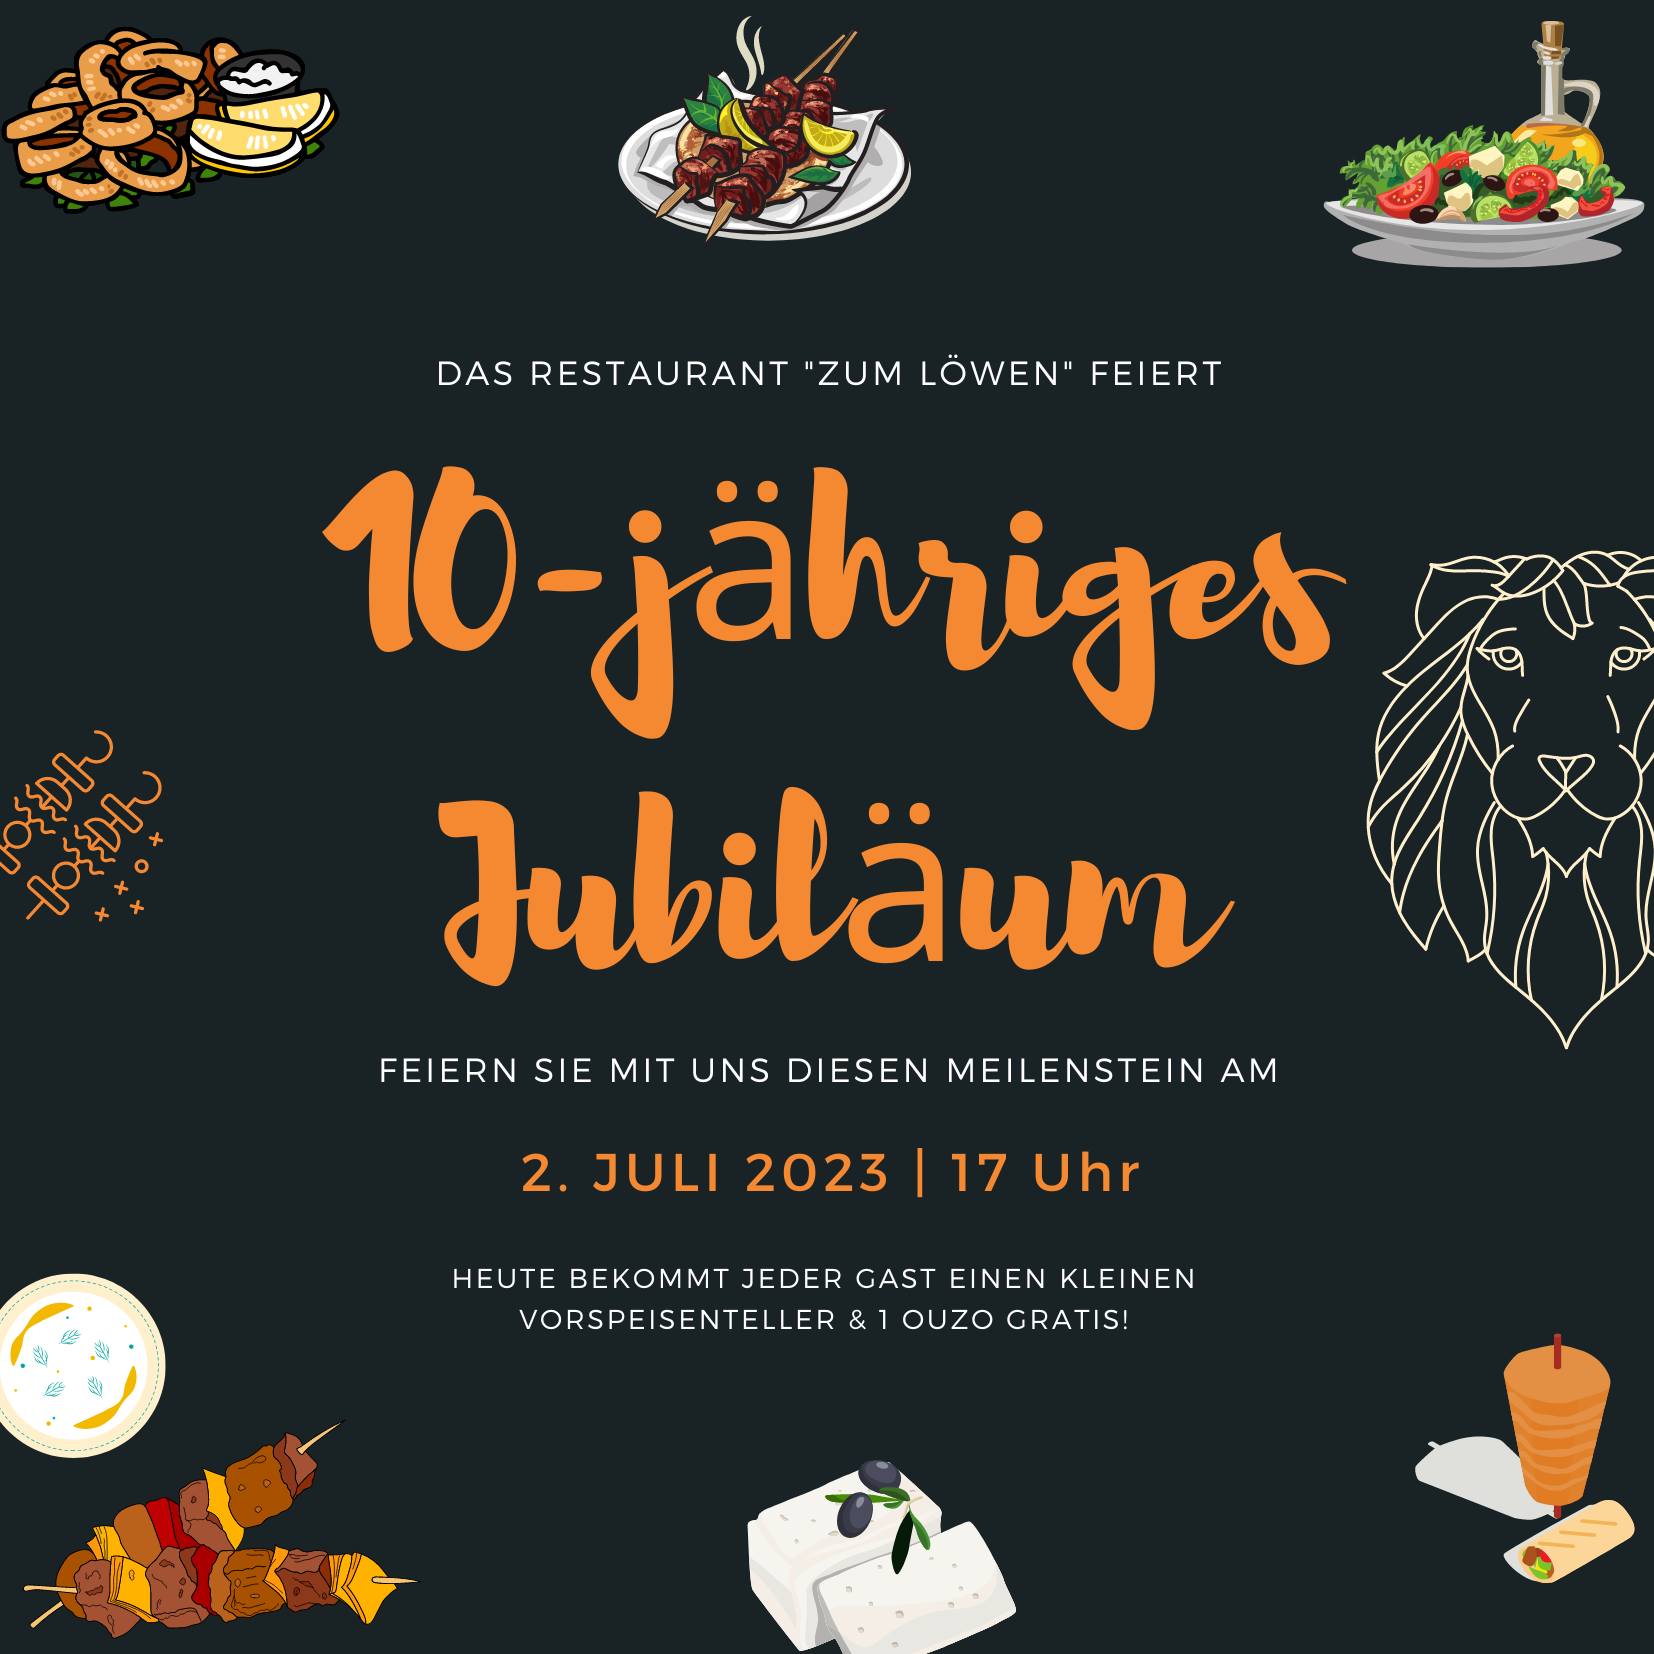 DAS RESTAURANT "ZUM LÖWEN" FEIERT
10-jähriges
Jubiläum
FEIERN SIE MIT UNS DIESEN MEILENSTEIN AM
2. JULI 2023 | 17 Uhr
HEUTE BEKOMMT JEDER GAST EINEN KLEINEN
VORSPEISENTELLER & 1 OUZO GRATIS!